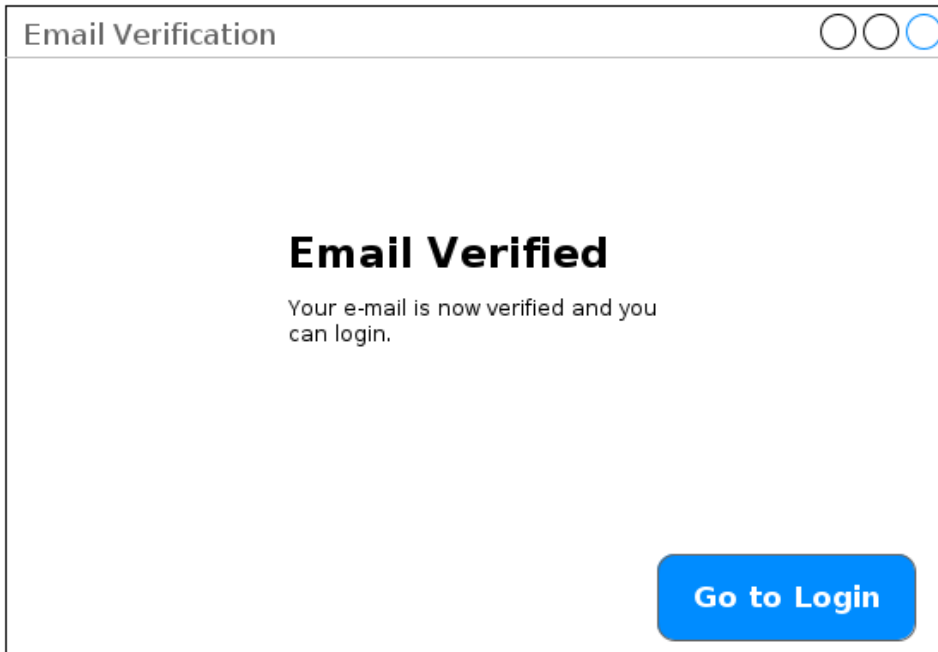 Email Verification
Email Verified
Your e-mail is now verified and you
can login.
Go to Login